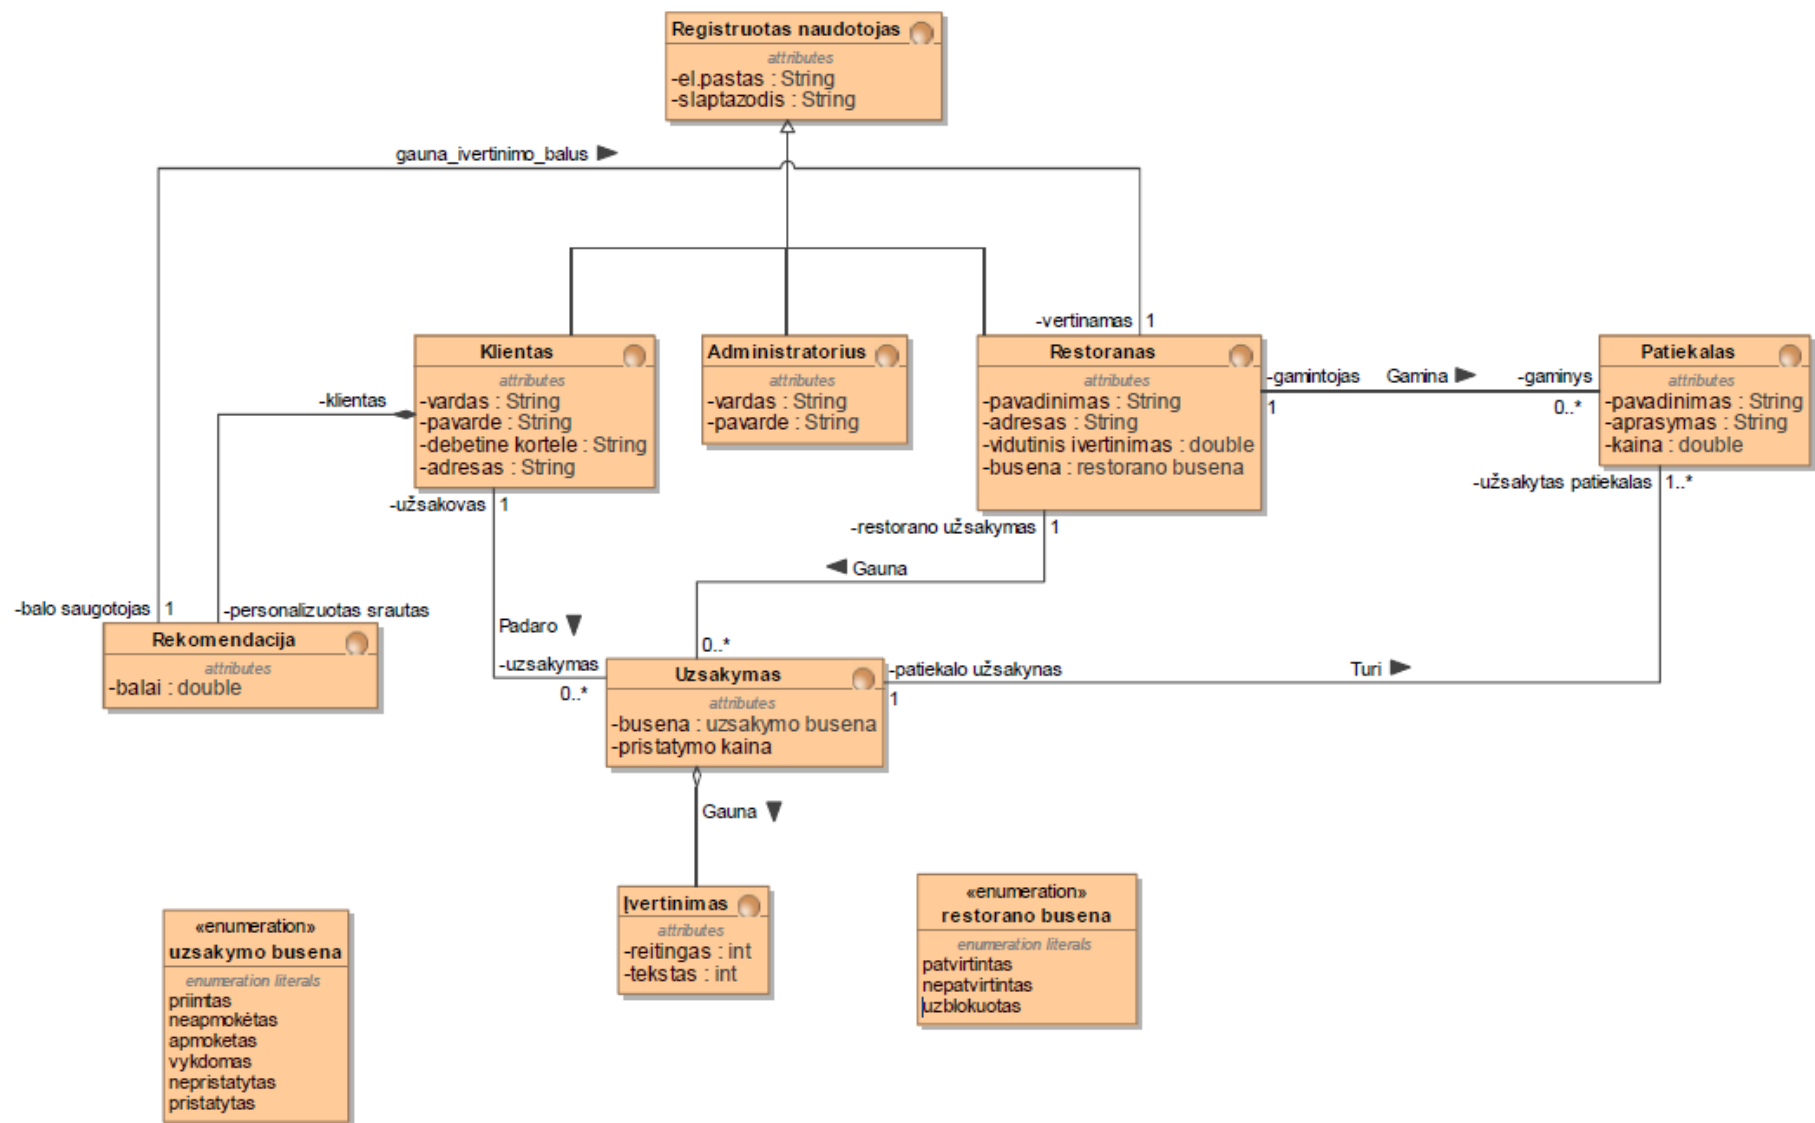 Registruotas naudotojas
attributes
-el.pastas : String
-slaptazodis : String
gauna_ivertinimo_balus
-vertinamas 1
Klientas
attributes
-vardas : String
-pavarde : String
-debetine kortele : String
-adresas : String
Administratorius
attributes
-vardas : String
-pavarde : String
Restoranas
attributes
-pavadinimas : String
-adresas : String
-vidutinis ivertinimas : double
-busena : restorano busena
-gamintojas
1
Gamina
-gaminys
0..*
Patiekalas
attributes
-pavadinimas : String
-aprasymas : String
-kaina : double
-klientas
-užsakovas 1
-restorano užsakymas 1
-užsakytas patiekalas 1..*
Gauna
-balo saugotojas 1
-personalizuotas srautas
Padaro
Rekomendacija
attributes
-balai : double
-uzsakymas
0..*
0..*
Uzsakymas
attributes
-busena : uzsakymo busena
-pristatymo kaina
-patiekalo užsakynas
1
Turi
Gauna
Įvertinimas
attributes
-reitingas : int
-tekstas : int
«enumeration»
restorano busena
enumeration literals
patvirtintas
nepatvirtintas
uzblokuotas
«enumeration»
uzsakymo busena
enumeration literals
priimtas
neapmokėtas
apmoketas
vykdomas
nepristatytas
pristatytas